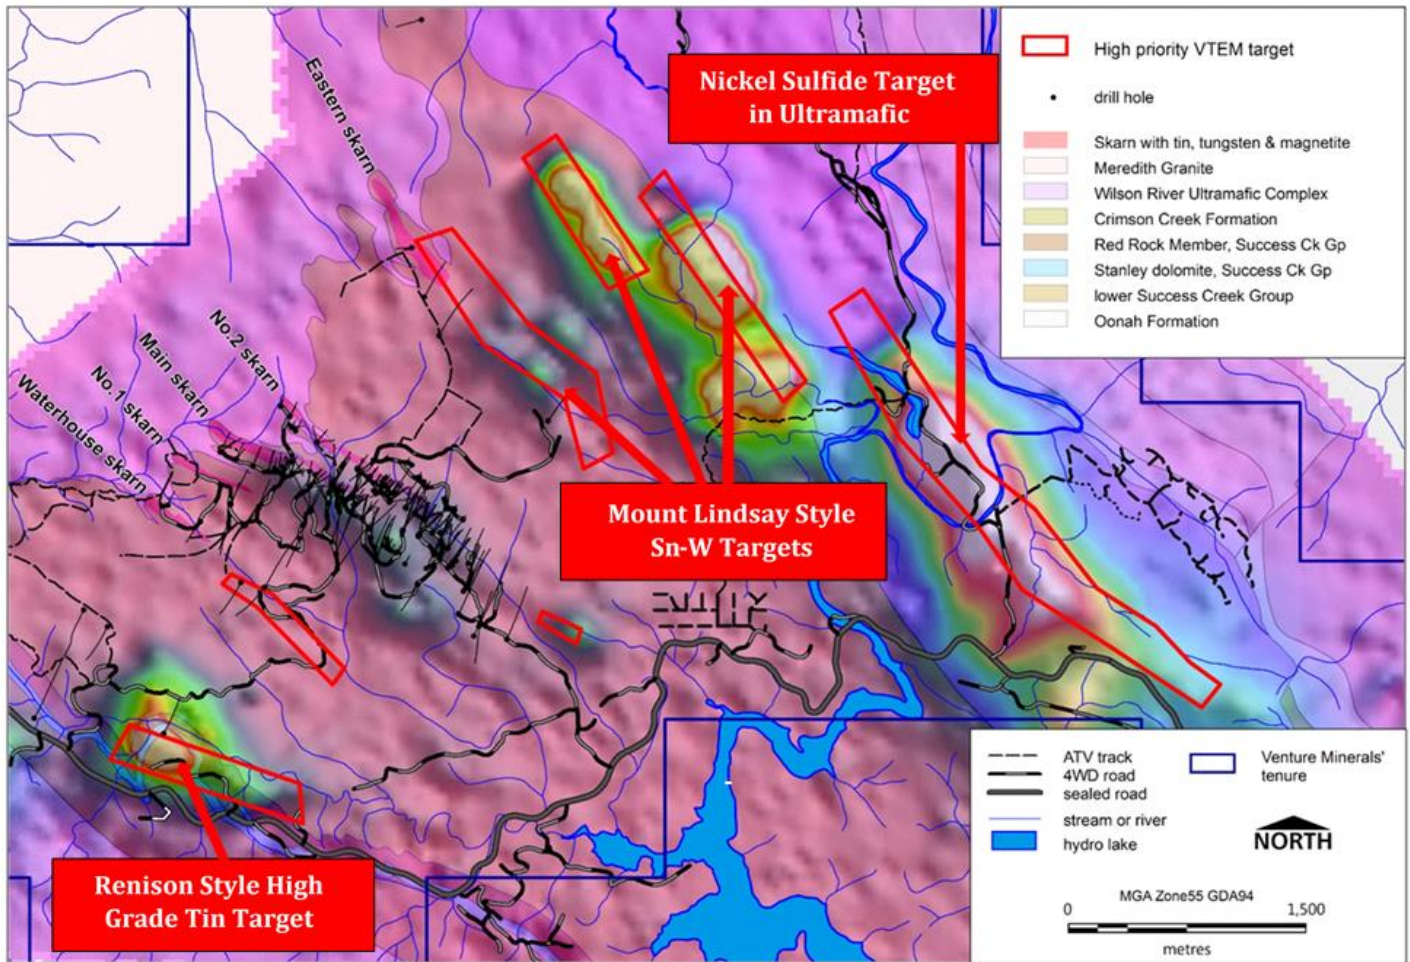 Nickel Sulfide Target
in Ultramafic
High priority VTEM target
drill hole
Skarn with tin, tungsten & magnetite
Meredith Granite
Wilson River Ultramafic Complex
Crimson Creek Formation
Red Rock Member, Success Ck Gp
Stanley dolomite, Success Ck Gp
lower Success Creek Group
Oonah Formation
Eastern skarn
No.2 skarn
Main skarn
No.1 skarn
Waterhouse skarn
Mount Lindsay Style
Sn-W Targets
Renison Style High
Grade Tin Target
ATV track
4WD road
sealed road
stream or river
hydro lake
Venture Minerals'
tenure
NORTH
MGA Zone55 GDA94
0 1,500
metres